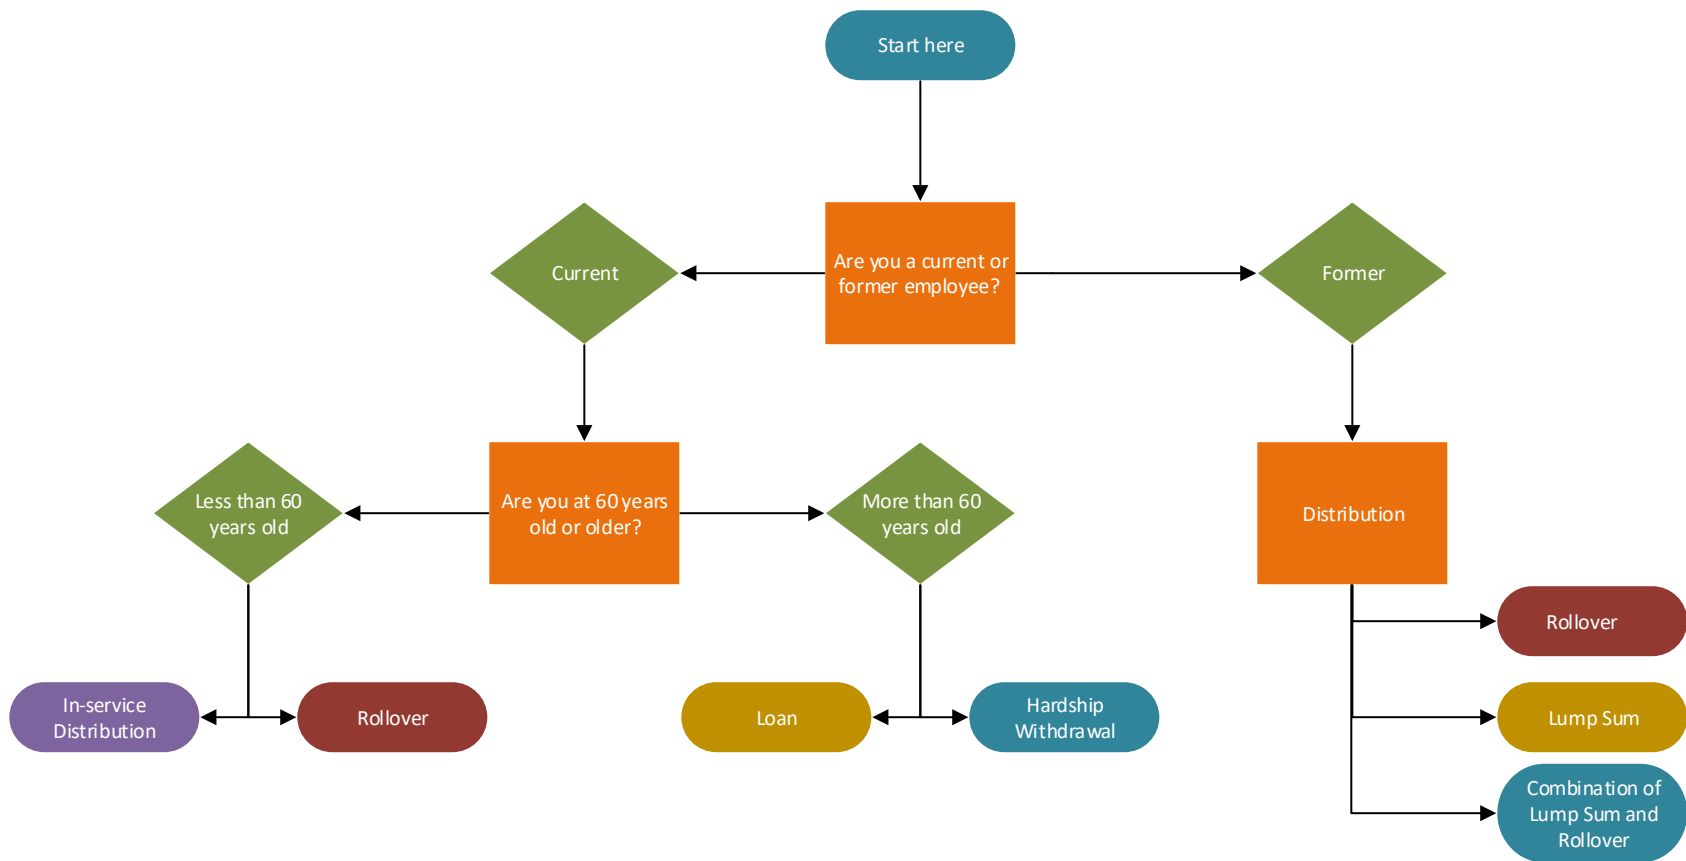 Start here
Current
Are you a current or
former employee?
Former
Less than 60
years old
Are you at 60 years
old or older?
More than 60
years old
Distribution
Rollover
In-service
Distribution
Rollover
Loan
Hardship
Withdrawal
Lump Sum
Combination of
Lump Sum and
Rollover